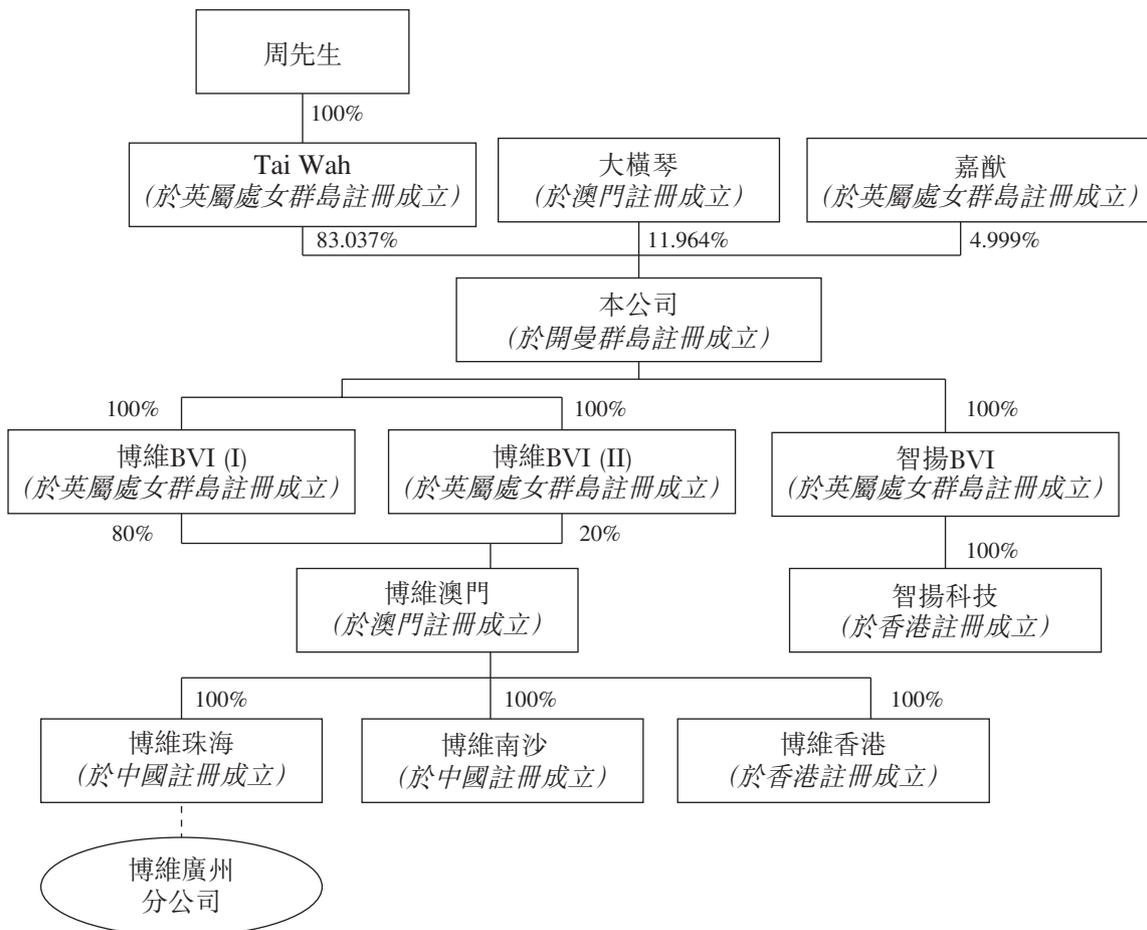 周先生
100%
Tai Wah
(於英屬處女群島註冊成立)
大橫琴
(於澳門註冊成立)
嘉猷
(於英屬處女群島註冊成立)
83.037%
11.964%
4.999%
本公司
(於開曼群島註冊成立)
100%
100%
100%
博維BVI (I)
(於英屬處女群島註冊成立)
博維BVI (II)
(於英屬處女群島註冊成立)
智揚BVI
(於英屬處女群島註冊成立)
80%
20%
100%
博維澳門
(於澳門註冊成立)
智揚科技
(於香港註冊成立)
100%
100%
100%
博維珠海
(於中國註冊成立)
博維南沙
(於中國註冊成立)
博維香港
(於香港註冊成立)
博維廣州
分公司